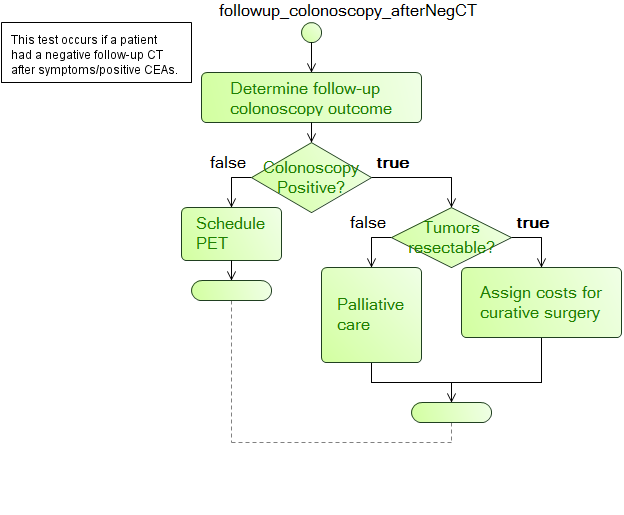 followup_colonoscopy_afterNegCT
This test occurs if a patient
had a negative follow-up CT
after symptoms/positive CEAs.
Determine follow-up
colonoscopy outcome
Colonoscopy
Positive?
false
true
Schedule
PET
Tumors
resectable?
false
true
Palliative
care
Assign costs for
curative surgery